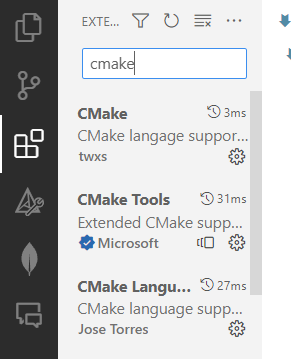 EXTE...
cmake
CMake 3ms
CMake langage suppor...
twxs
CMake Tools 31ms
Extended CMake supp...
Microsoft
CMake Langu... 27ms
CMake language supp...
Jose Torres